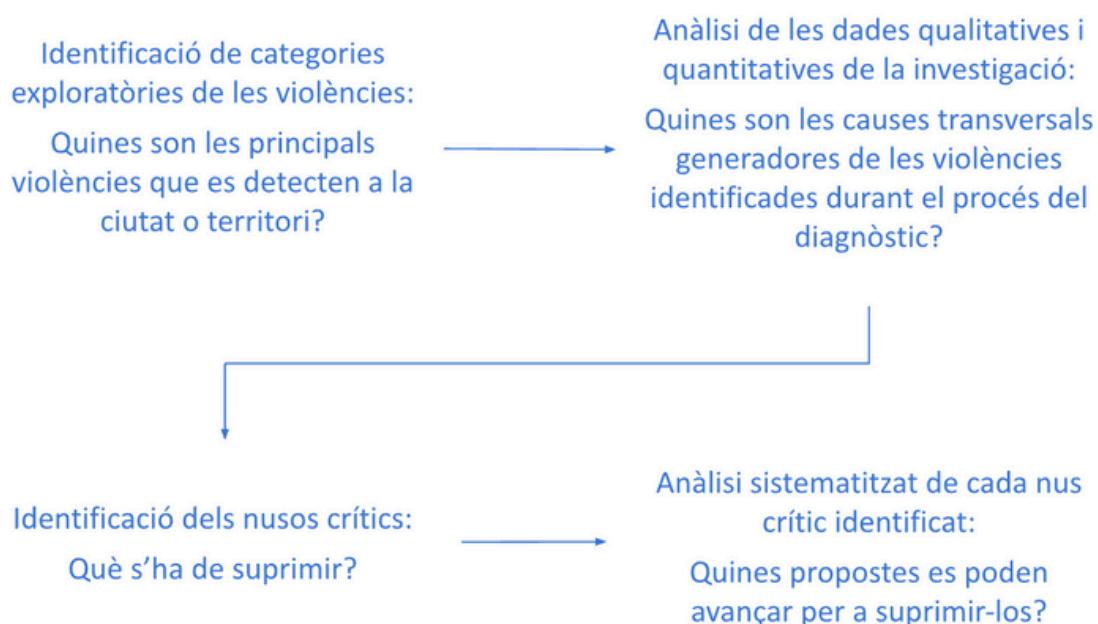 Identificació de categories
exploratòries de les violències:
Quines son les principals
violències que es detecten a la
ciutat o territori?
Anàlisi de les dades qualitatives i
quantitatives de la investigació:
Quines son les causes transversals
generadores de les violències
identificades durant el procés del
diagnòstic?
Identificació dels nusos crítics:
Què s’ha de suprimir?
Anàlisi sistematitzat de cada nus
crític identificat:
Quines propostes es poden
avançar per a suprimir-los?